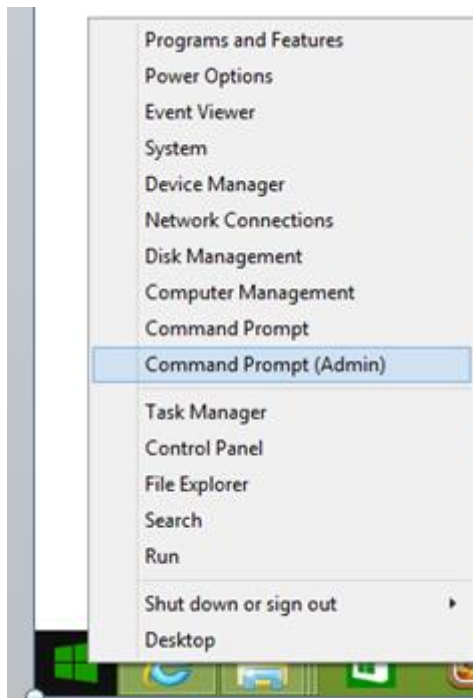 Programs and Features
Power Options
Event Viewer
System
Device Manager
Network Connections
Disk Management
Computer Management
Command Prompt
Command Prompt (Admin)
Task Manager
Control Panel
File Explorer
Search
Run
Shut down or sign out
Desktop